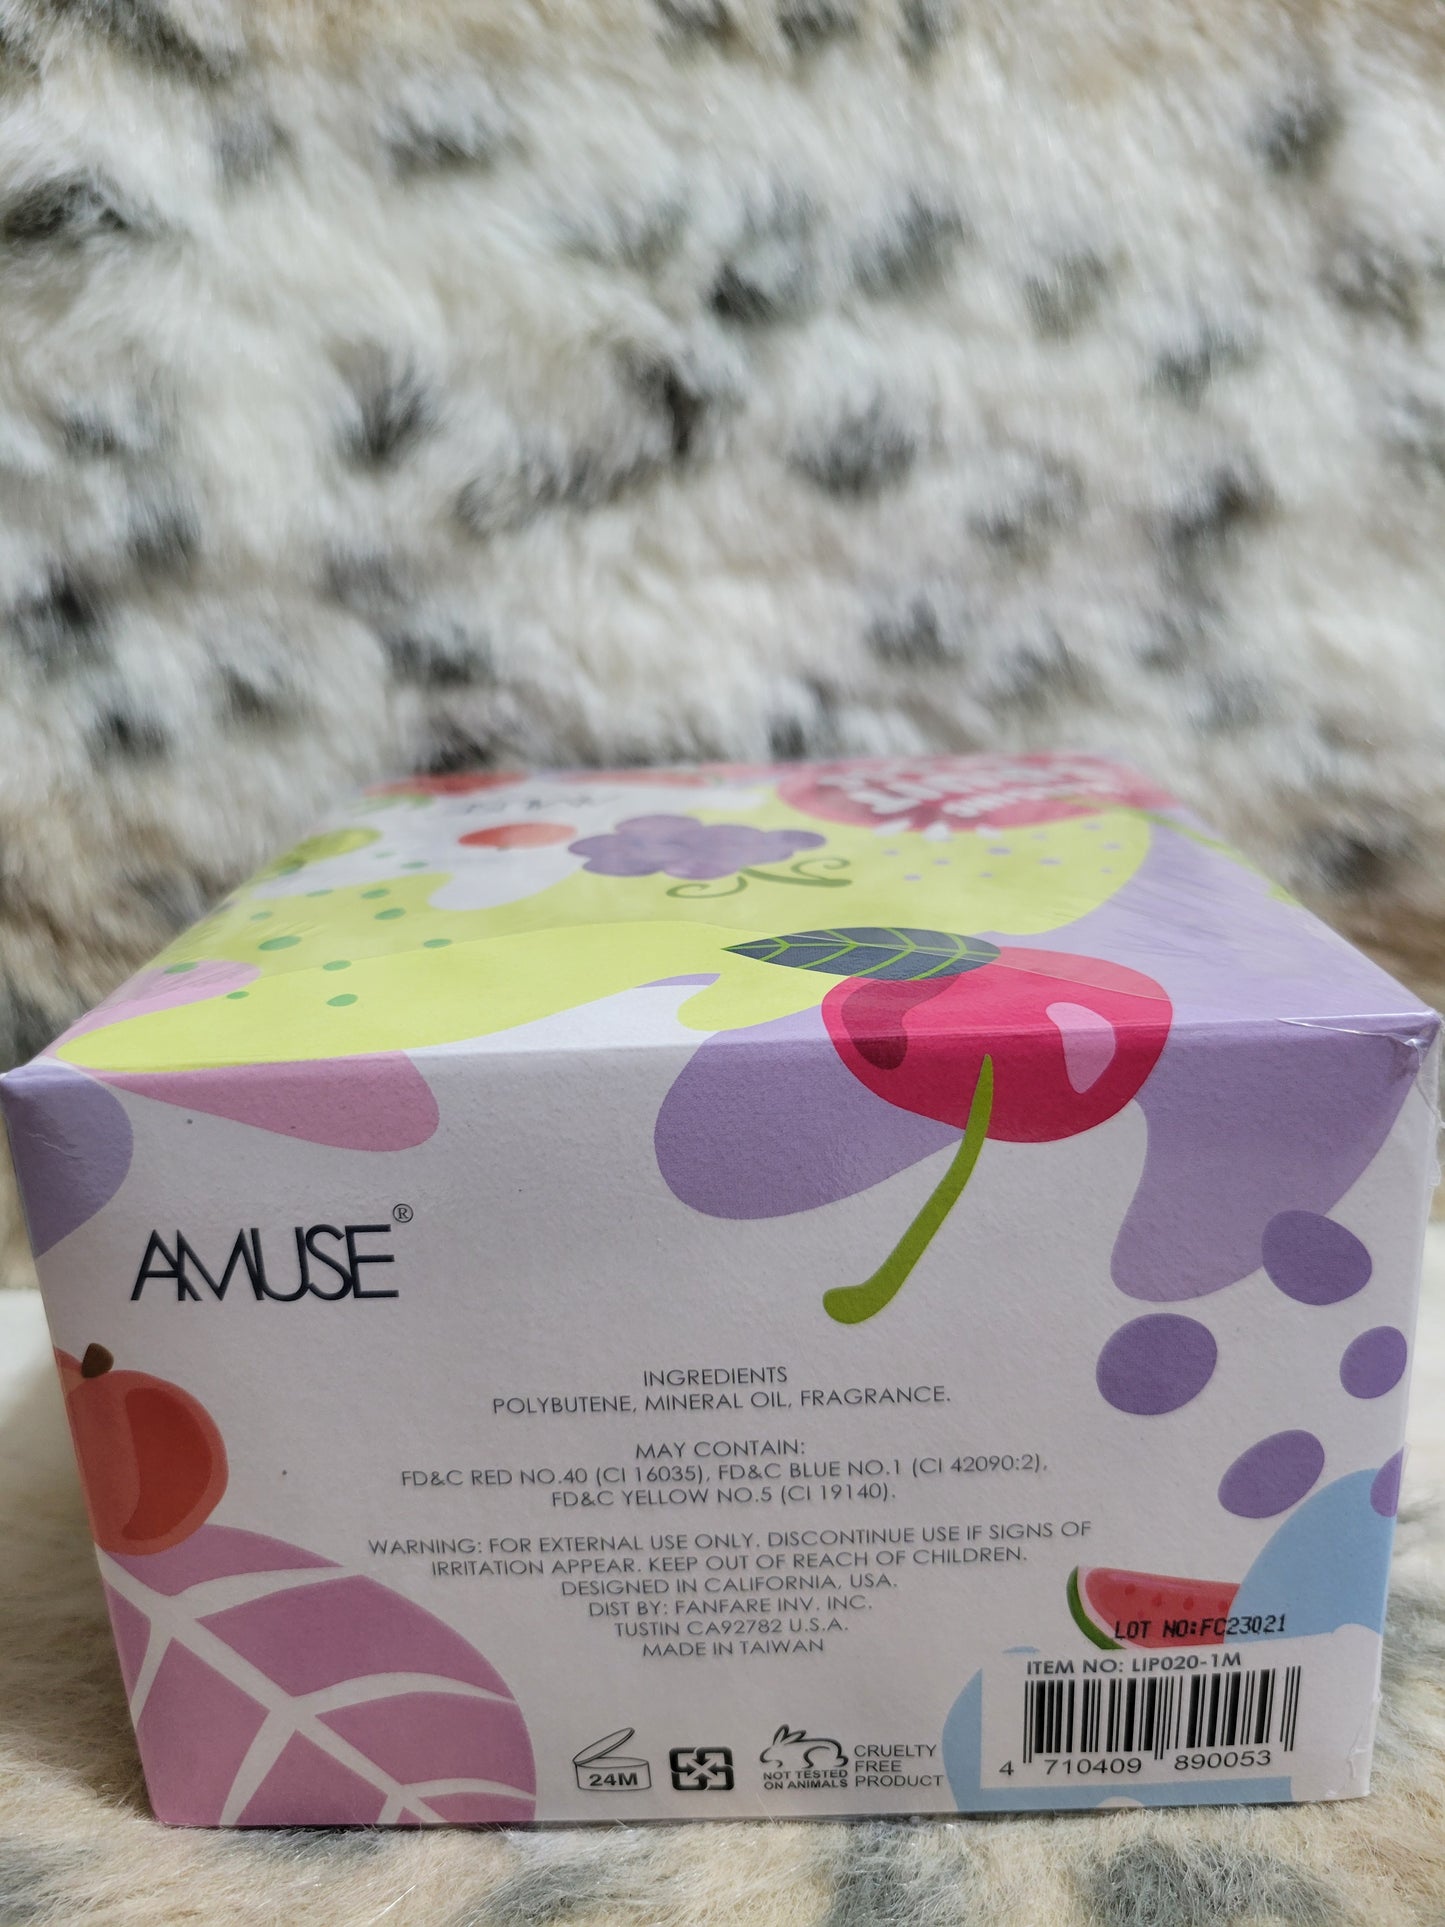 AMUSE®
INGREDIENTS
POLYBUTENE, MINERAL OIL, FRAGRANCE.
MAY CONTAIN:
FD&C RED NO.40 (CI 16035), FD&C BLUE NO.1 (CI 42090:2),
FD&C YELLOW NO.5 (CI 19140).
WARNING: FOR EXTERNAL USE ONLY. DISCONTINUE USE IF SIGNS OF
IRRITATION APPEAR. KEEP OUT OF REACH OF CHILDREN.
DESIGNED IN CALIFORNIA, USA.
DIST BY: FANFARE INV. INC.
TUSTIN CA92782 U.S.A.
MADE IN TAIWAN
LOT NO:FC23021
ITEM NO: LIP020-1M
4 710409 890053
24M
NOT TESTED
ON ANIMALS
CRUELTY
FREE
PRODUCT